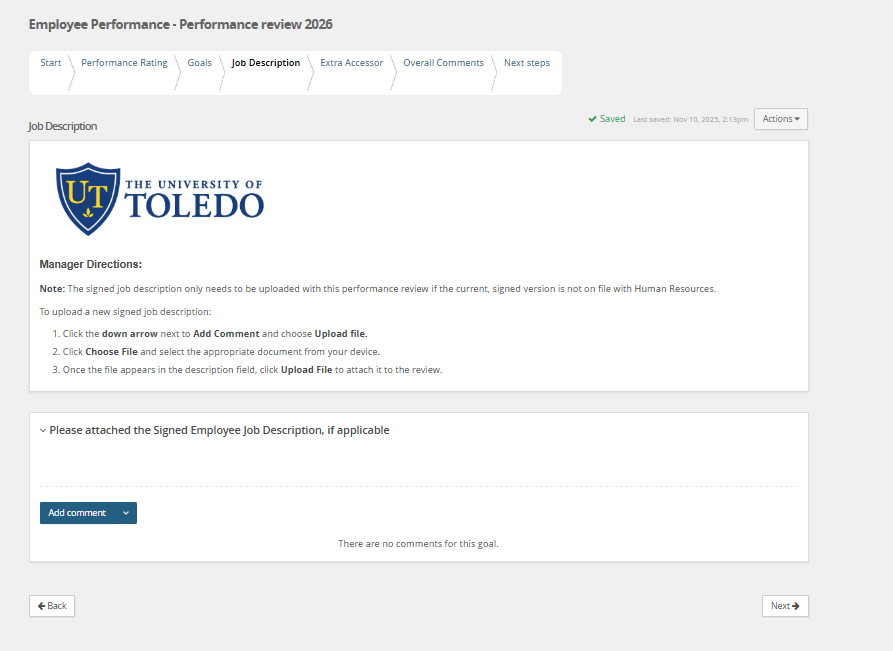 Employee Performance - Performance review 2026
Start Performance Rating Goals Job Description Extra Accessor Overall Comments Next steps
Saved Last saved: Nov 10, 2025, 2:13pm Actions
Job Description
UT THE UNIVERSITY OF
TOLEDO
Manager Directions:
Note: The signed job description only needs to be uploaded with this performance review if the current, signed version is not on file with Human Resources.
To upload a new signed job description:
1. Click the down arrow next to Add Comment and choose Upload file.
2. Click Choose File and select the appropriate document from your device.
3. Once the file appears in the description field, click Upload File to attach it to the review.
Please attached the Signed Employee Job Description, if applicable
Add comment
There are no comments for this goal.
Back Next